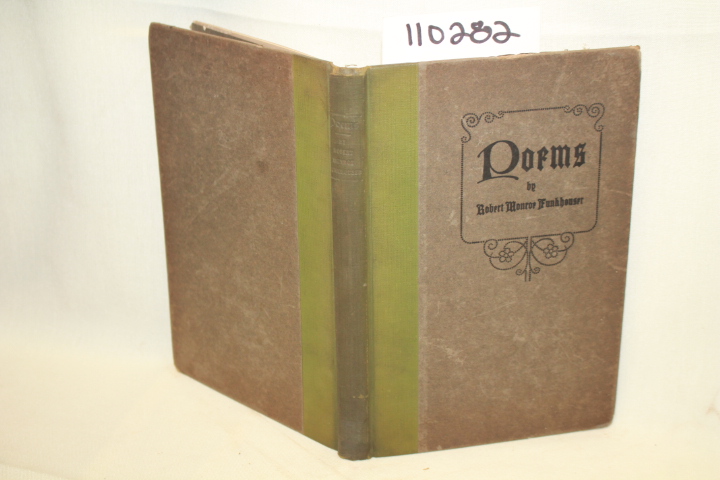 110282
Poems
by
Robert Monroe Funkhouser